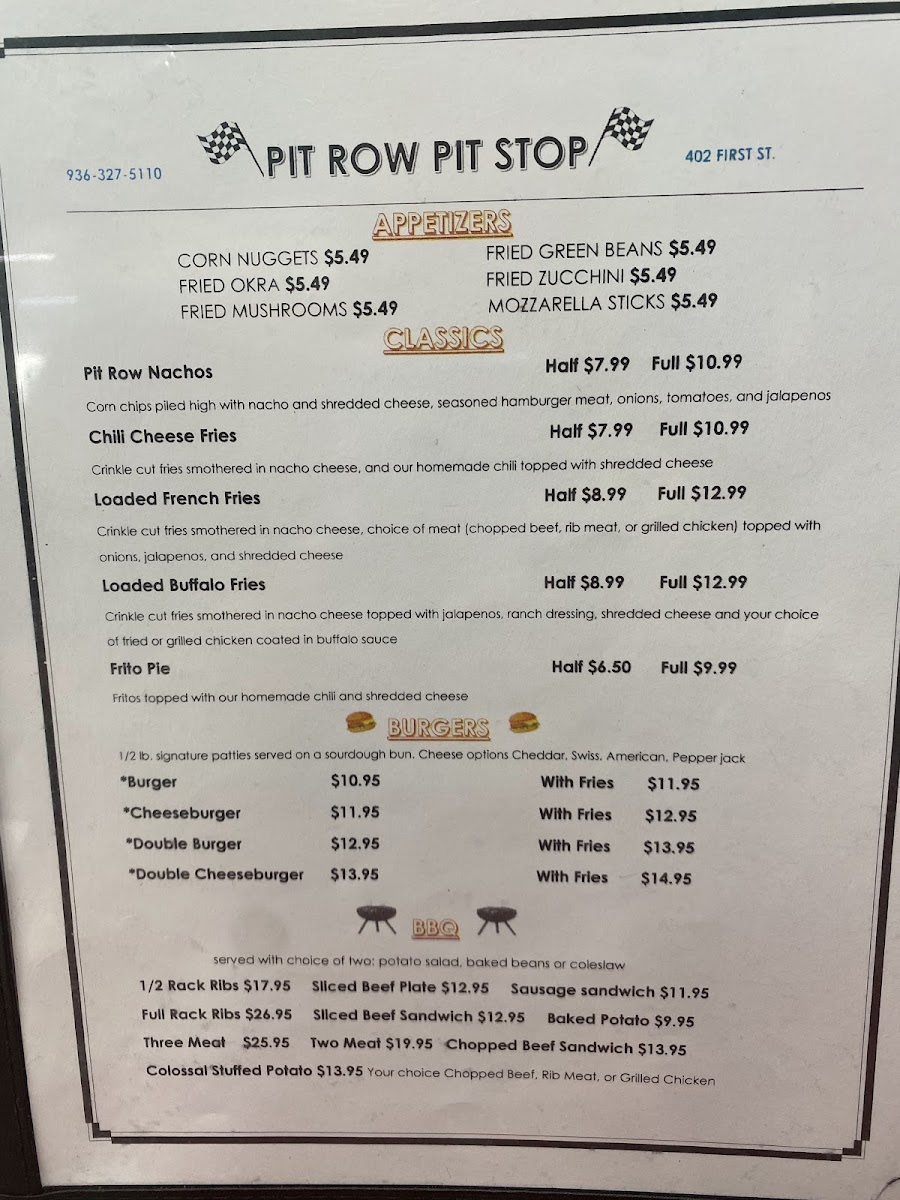 PIT ROW PIT STOP
936-327-5110
402 FIRST ST.
APPETIZERS
CORN NUGGETS $5.49 FRIED GREEN BEANS $5.49
FRIED OKRA $5.49 FRIED ZUCCHINI $5.49
FRIED MUSHROOMS $5.49 MOZZARELLA STICKS $5.49
CLASSICS
Pit Row Nachos Half $7.99 Full $10.99
Corn chips piled high with nacho and shredded cheese, seasoned hamburger meat, onions, tomatoes, and jalapenos
Chili Cheese Fries Half $7.99 Full $10.99
Crinkle cut fries smothered in nacho cheese, and our homemade chili topped with shredded cheese
Loaded French Fries Half $8.99 Full $12.99
Crinkle cut fries smothered in nacho cheese, choice of meat (chopped beef, rib meat, or grilled chicken) topped with
onions, jalapenos, and shredded cheese
Loaded Buffalo Fries Half $8.99 Full $12.99
Crinkle cut fries smothered in nacho cheese topped with jalapenos, ranch dressing, shredded cheese and your choice
of fried or grilled chicken coated in buffalo sauce
Frito Pie Half $6.50 Full $9.99
Fritos topped with our homemade chili and shredded cheese
BURGERS
1/2 lb. signature patties served on a sourdough bun. Cheese options Cheddar, Swiss, American, Pepper jack
*Burger $10.95 With Fries $11.95
*Cheeseburger $11.95 With Fries $12.95
*Double Burger $12.95 With Fries $13.95
*Double Cheeseburger $13.95 With Fries $14.95
BBQ
served with choice of two: potato salad, baked beans or coleslaw
1/2 Rack Ribs $17.95 Sliced Beef Plate $12.95 Sausage sandwich $11.95
Full Rack Ribs $26.95 Sliced Beef Sandwich $12.95 Baked Potato $9.95
Three Meat $25.95 Two Meat $19.95 Chopped Beef Sandwich $13.95
Colossal Stuffed Potato $13.95 Your choice Chopped Beef, Rib Meat, or Grilled Chicken